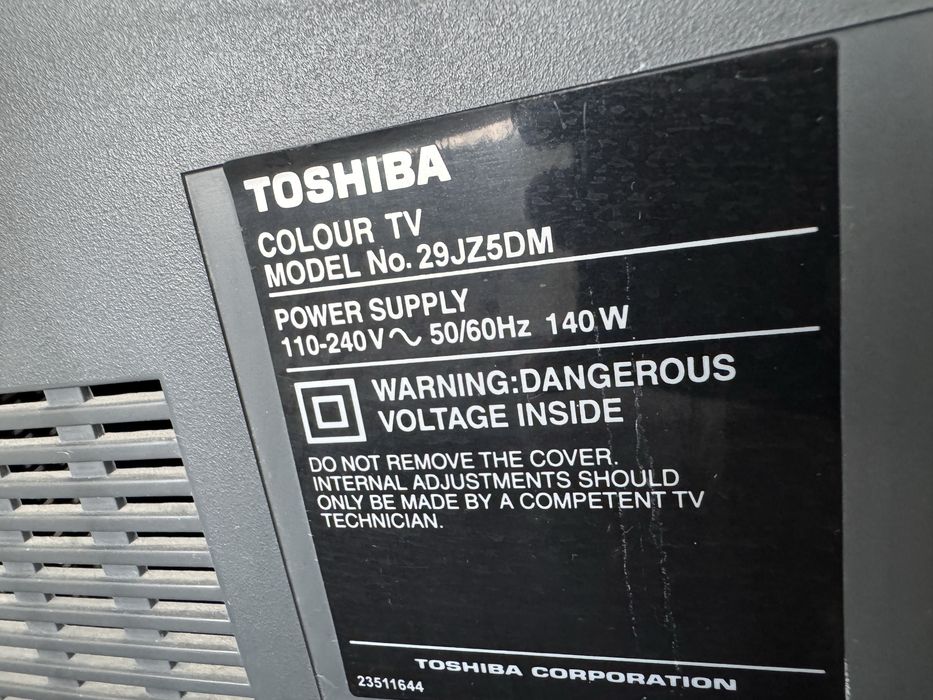 TOSHIBA
COLOUR TV
MODEL No. 29JZ5DM
POWER SUPPLY
110-240V～ 50/60Hz 140W
WARNING:DANGEROUS
VOLTAGE INSIDE
DO NOT REMOVE THE COVER.
INTERNAL ADJUSTMENTS SHOULD
ONLY BE MADE BY A COMPETENT TV
TECHNICIAN.
TOSHIBA CORPORATION
23511644